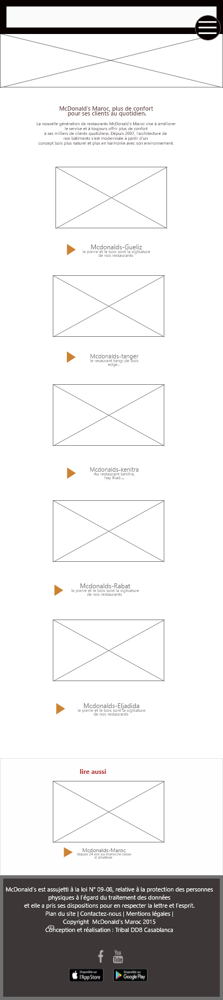 McDonald's Maroc, plus de confort
pour ses clients au quotidien.
La nouvelle génération de restaurants McDonald's Maroc vise à améliorer
le service et à toujours offrir plus de confort
à ses milliers de clients quotidiens. Depuis 2007, l'architecture de
nos bâtiments s'est modernisée à partir d'un
concept bois plus naturel et plus en harmonie avec son environnement.
Mcdonalds-Gueliz
le pierre et le bois sont la sighiature
de nos restaurants
Mcdonalds-tanger
le resaurant tangr,de bois
edge...
Mcdonalds-kenitra
Au restaurant kenitra,
hay Riad...
Mcdonalds-Rabat
le pierre et le bois sont la sighiature
de nos restaurants
Mcdonalds-Eljadida
le pierre et le bois sont la sighiature
de nos restaurants
lire aussi
Mcdonalds-Maroc
depuis 24 ans au maroc,ne cesse
d amelioer
McDonald's est assujetti à la loi N° 09-08, relative à la protection des personnes
physiques à l'égard du traitement des données
et elle a pris ses dispositions pour en respecter la lettre et l'esprit.
Plan du site | Contactez-nous | Mentions légales |
Copyright McDonald's Maroc 2015
Conception et réalisation : Tribal DDB Casablanca
You
Tube
Disponible sur
l'App Store
Disponible sur
Google Play